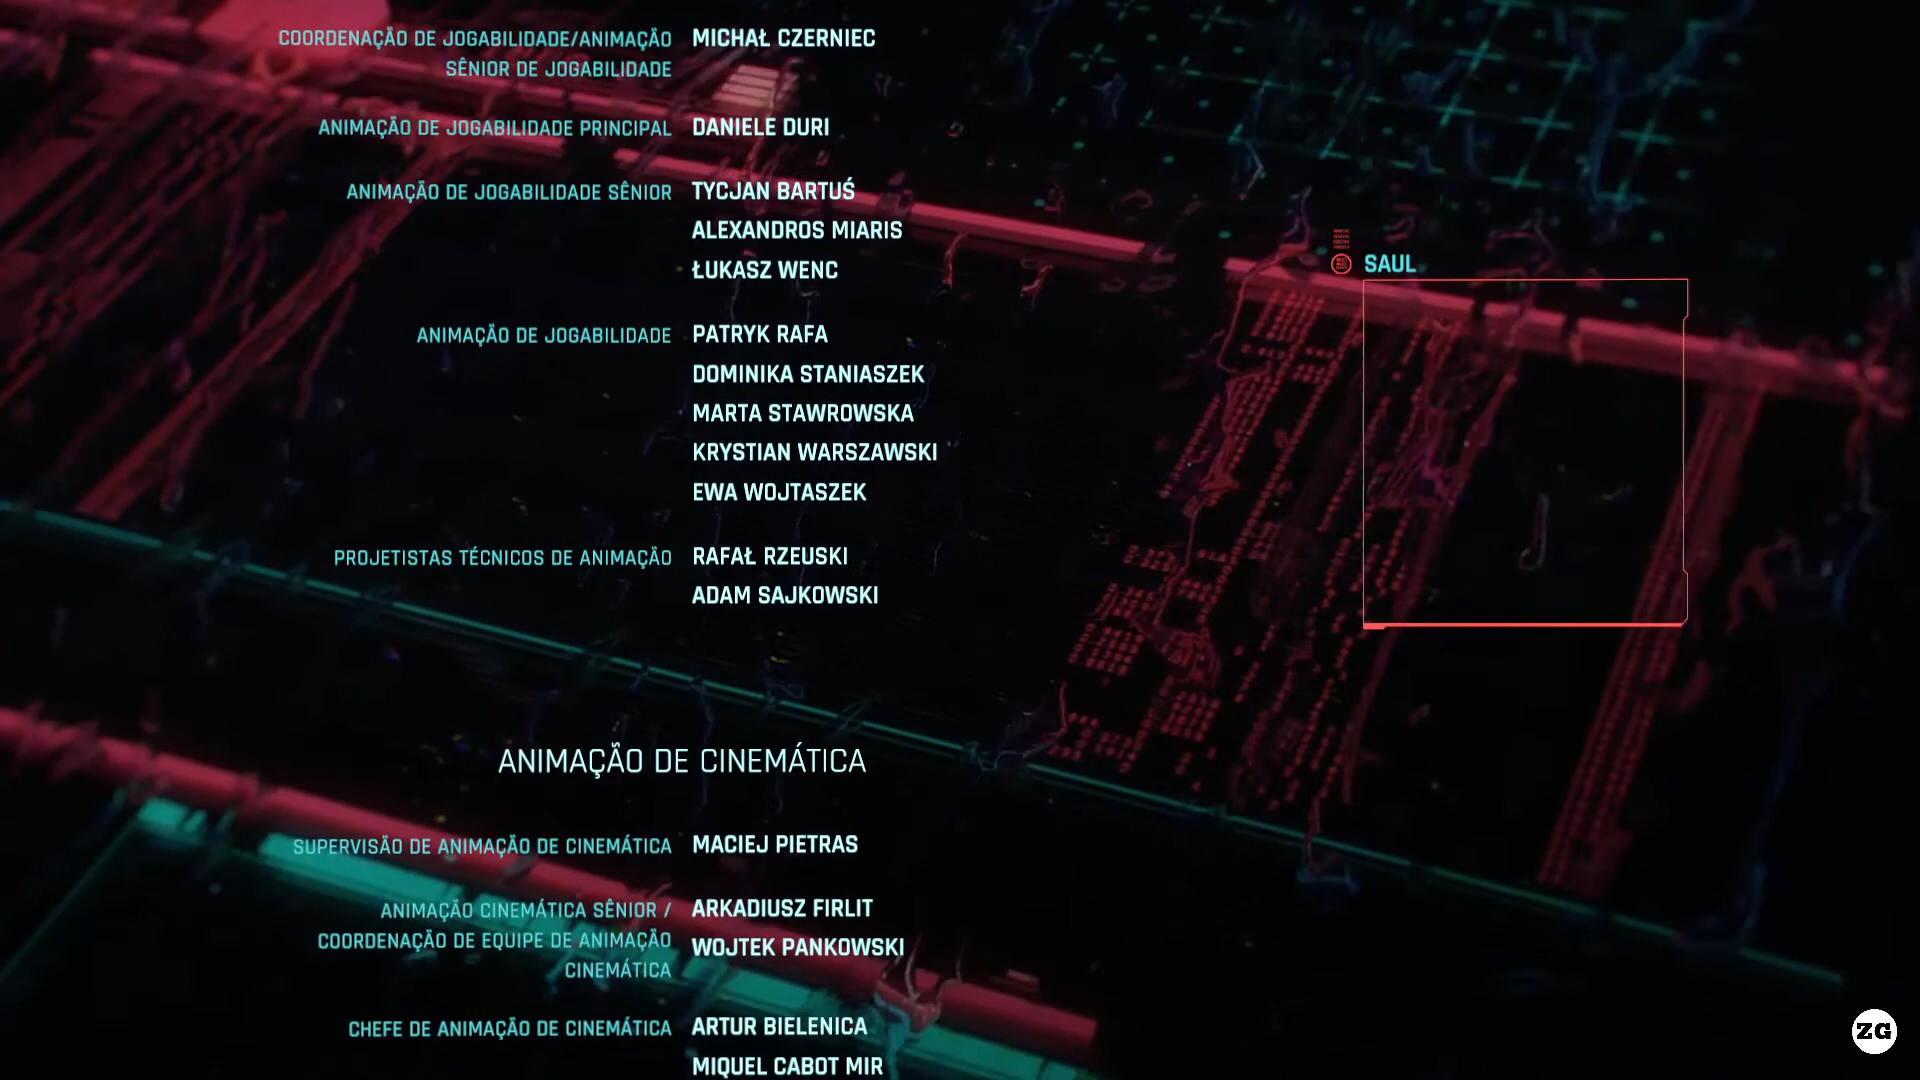 COORDENAÇÃO DE JOGABILIDADE/ANIMAÇÃO MICHAŁ CZERNIEC
SÊNIOR DE JOGABILIDADE
ANIMAÇÃO DE JOGABILIDADE PRINCIPAL DANIELE DURI
ANIMAÇÃO DE JOGABILIDADE SÊNIOR TYCJAN BARTUŚ
ALEXANDROS MIARIS
ŁUKASZ WENC
SAUL
ANIMAÇÃO DE JOGABILIDADE PATRYK RAFA
DOMINIKA STANIASZEK
MARTA STAWROWSKA
KRYSTIAN WARSZAWSKI
EWA WOJTASZEK
PROJETISTAS TÉCNICOS DE ANIMAÇÃO RAFAŁ RZEUSKI
ADAM SAJKOWSKI
ANIMAÇÃO DE CINEMÁTICA
SUPERVISÃO DE ANIMAÇÃO DE CINEMÁTICA MACIEJ PIETRAS
ANIMAÇÃO CINEMÁTICA SÊNIOR / ARKADIUSZ FIRLIT
COORDENAÇÃO DE EQUIPE DE ANIMAÇÃO WOJTEK PANKOWSKI
CINEMÁTICA
CHEFE DE ANIMAÇÃO DE CINEMÁTICA ARTUR BIELENICA
MIQUEL CABOT MIR
ZG